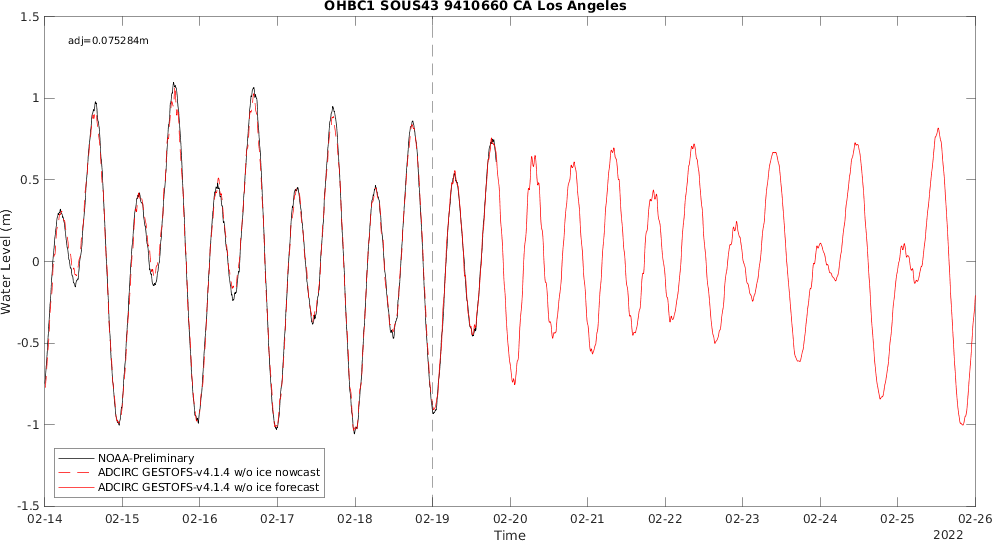 OHBC1 SOUS43 9410660 CA Los Angeles
adj=0.075284m
1.5
1
0.5
0
-0.5
-1
-1.5
Water Level (m)
NOAA-Preliminary
ADCIRC GESTOFS-v4.1.4 w/o ice nowcast
ADCIRC GESTOFS-v4.1.4 w/o ice forecast
02-14 02-15 02-16 02-17 02-18 02-19 02-20 02-21 02-22 02-23 02-24 02-25 02-26
Time
2022